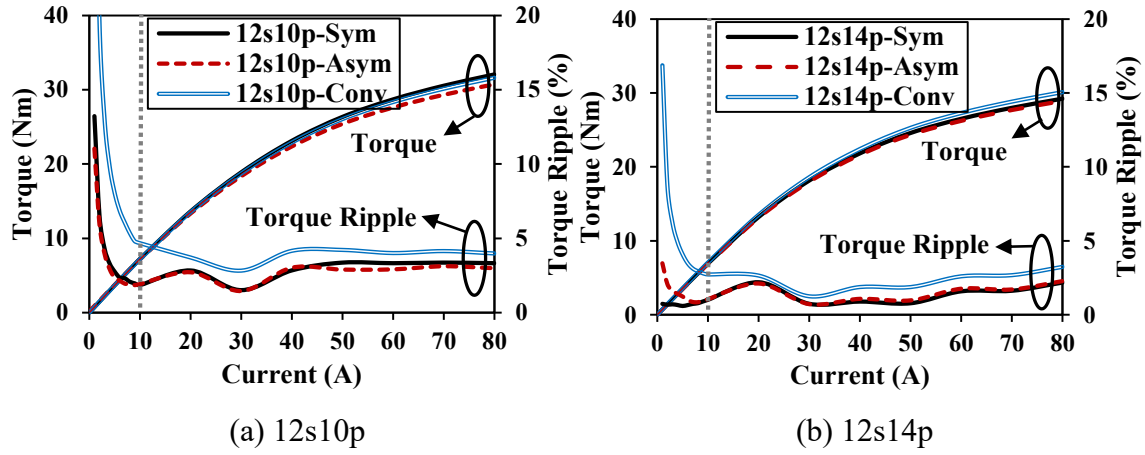 40
30
20
10
0
Torque (Nm)
12s10p-Sym
12s10p-Asym
12s10p-Conv
Torque
Torque Ripple
20
15
10
5
0
Torque Ripple (%)
0 10 20 30 40 50 60 70 80
Current (A)
(a) 12s10p
40
30
20
10
0
Torque (Nm)
12s14p-Sym
12s14p-Asym
12s14p-Conv
Torque
Torque Ripple
20
15
10
5
0
Torque Ripple (%)
0 10 20 30 40 50 60 70 80
Current (A)
(b) 12s14p